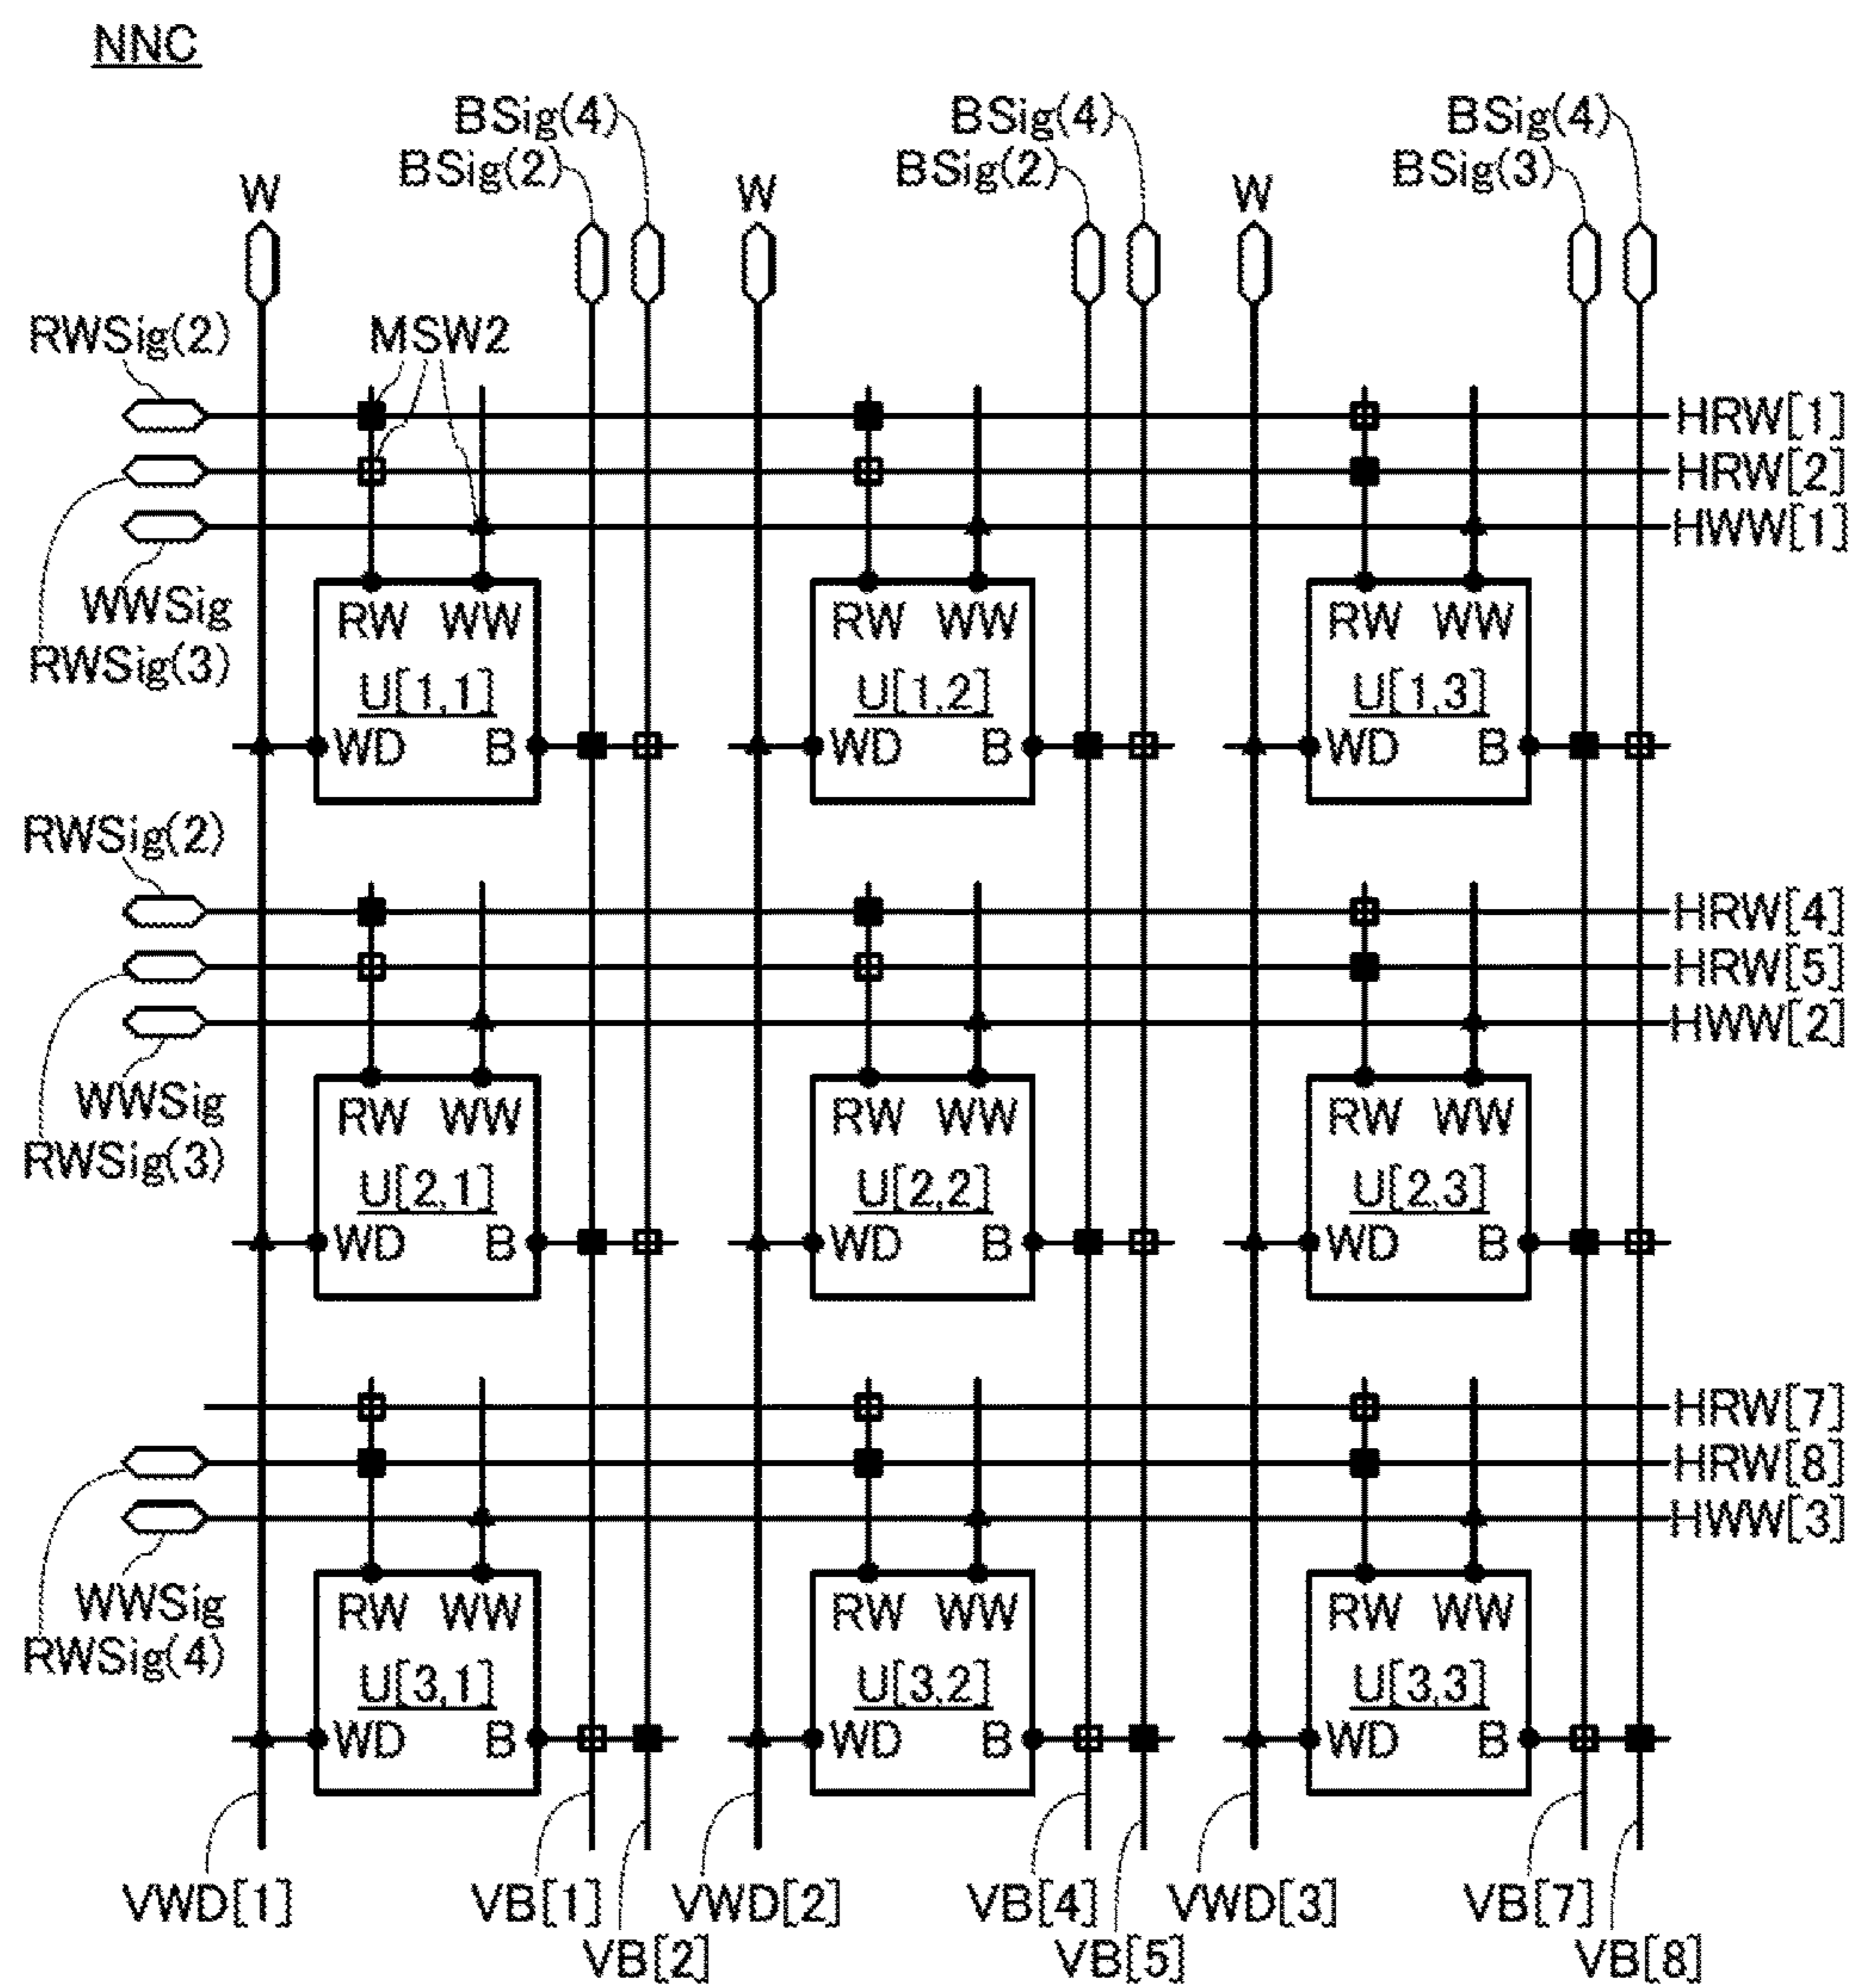 NNC
BSig(4) BSig(4) BSig(4)
BSig(2) BSig(2) BSig(3)
W W W
RWSig(2) MSW2
HRW[1]
HRW[2]
HWW[1]
WWSig RW WW RW WW RW WW
RWSig(3)
U[1,1] U[1,2] U[1,3]
WD B WD B WD B
RWSig(2)
HRW[4]
HRW[5]
HWW[2]
WWSig RW WW RW WW RW WW
RWSig(3)
U[2,1] U[2,2] U[2,3]
WD B WD B WD B
HRW[7]
HRW[8]
HWW[3]
WWSig RW WW RW WW RW WW
RWSig(4)
U[3,1] U[3,2] U[3,3]
WD B WD B WD B
VWD[1] VB[1] VWD[2] VB[4] VWD[3] VB[7]
VB[2] VB[5] VB[8]